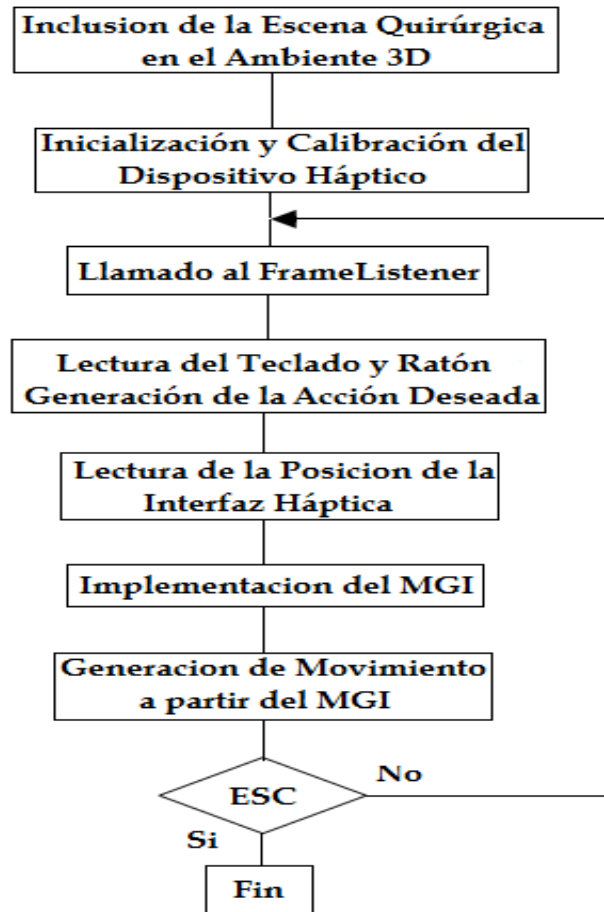 Inclusion de la Escena Quirúrgica
en el Ambiente 3D
Inicialización y Calibración del
Dispositivo Háptico
Llamado al FrameListener
Lectura del Teclado y Ratón
Generación de la Acción Deseada
Lectura de la Posicion de la
Interfaz Háptica
Implementacion del MGI
Generacion de Movimiento
a partir del MGI
ESC
No
Si
Fin